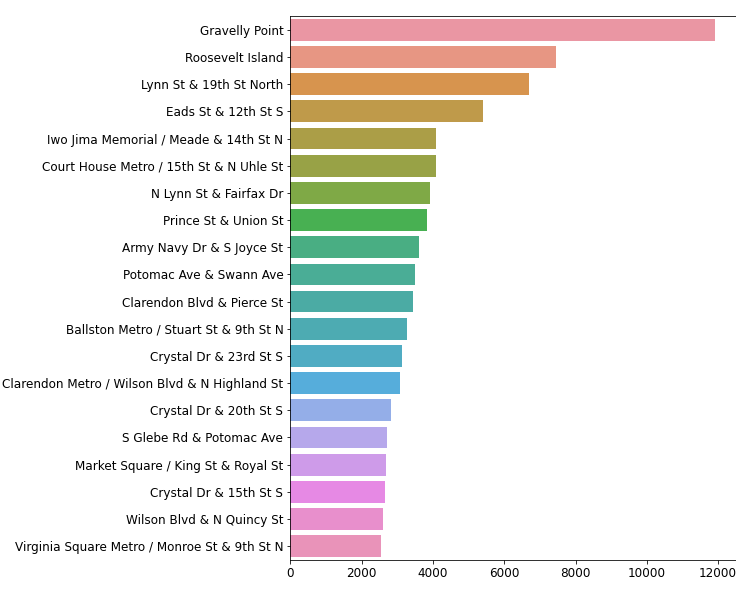 Gravelly Point
Roosevelt Island
Lynn St & 19th St North
Eads St & 12th St S
Iwo Jima Memorial / Meade & 14th St N
Court House Metro / 15th St & N Uhle St
N Lynn St & Fairfax Dr
Prince St & Union St
Army Navy Dr & S Joyce St
Potomac Ave & Swann Ave
Clarendon Blvd & Pierce St
Ballston Metro / Stuart St & 9th St N
Crystal Dr & 23rd St S
Clarendon Metro / Wilson Blvd & N Highland St
Crystal Dr & 20th St S
S Glebe Rd & Potomac Ave
Market Square / King St & Royal St
Crystal Dr & 15th St S
Wilson Blvd & N Quincy St
Virginia Square Metro / Monroe St & 9th St N
0 2000 4000 6000 8000 10000 12000